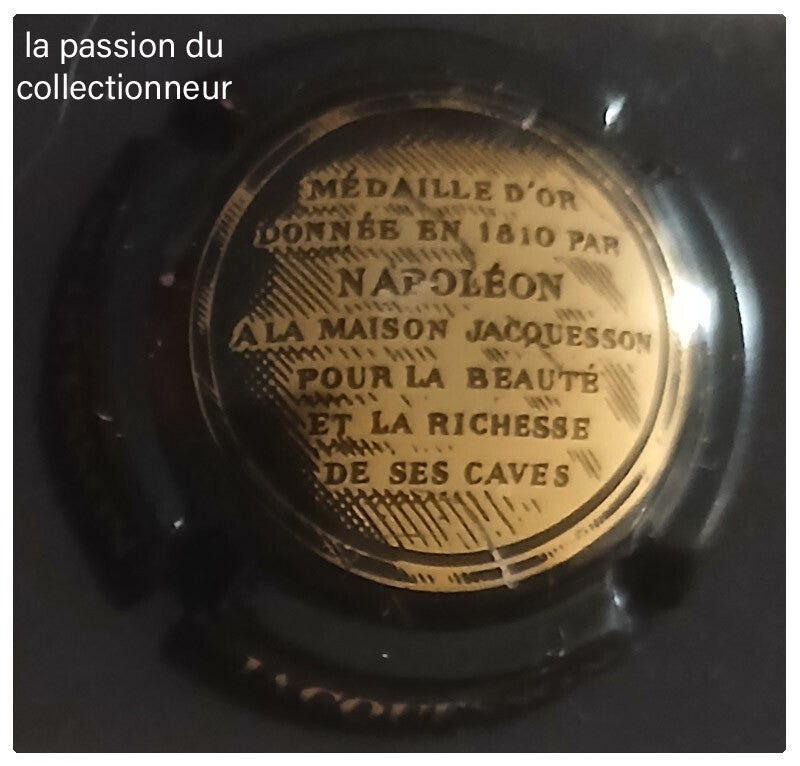 la passion du
collectionneur
MÉDAILLE D'OR
DONNÉE EN 1810 PAR
NAPOLÉON
A LA MAISON JACQUESSON
POUR LA BEAUTÉ
ET LA RICHESSE
DE SES CAVES